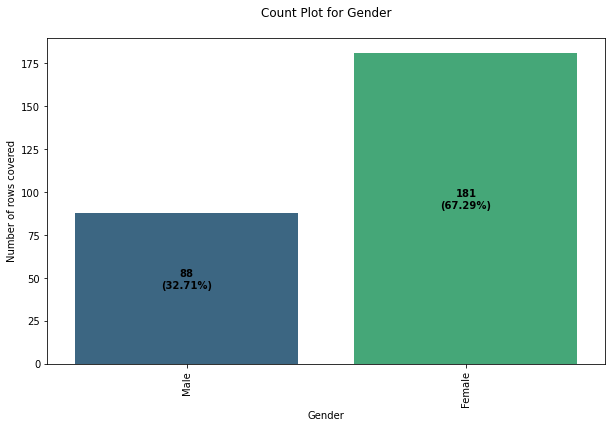 Count Plot for Gender
Number of rows covered
175
150
125
100
75
50
25
0
181
(67.29%)
88
(32.71%)
Male
Female
Gender